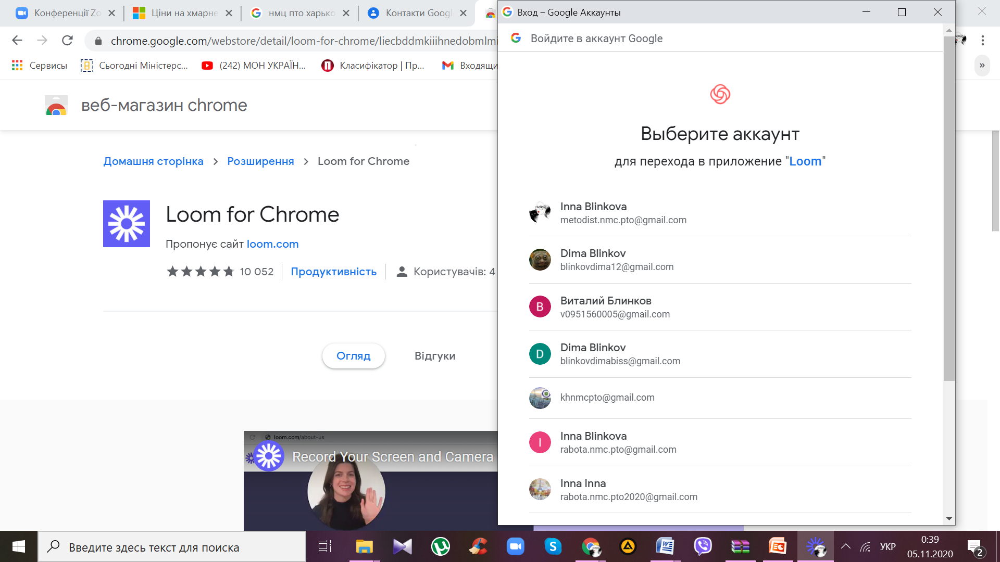 Конференції Zo
Ціни на хмарне
нмц пто харько
Контакти Googl
chrome.google.com/webstore/detail/loom-for-chrome/liecbddmkiiihnedobmlmi
Сервисы
Сьогодні Міністерс...
(242) МОН УКРАЇН...
Класифікатор | Пр...
Входящи
»
веб-магазин chrome
Домашня сторінка > Розширення > Loom for Chrome
Loom for Chrome
Пропонує сайт loom.com
10 052
Продуктивність
Користувачів: 4
Огляд
Відгуки
loom.com/about-us
Record Your Screen and Camera
Вход – Google Аккаунты
Войдите в аккаунт Google
Выберите аккаунт
для перехода в приложение "Loom"
Inna Blinkova
metodist.nmc.pto@gmail.com
Dima Blinkov
blinkovdima12@gmail.com
В
Виталий Блинков
v0951560005@gmail.com
D
Dima Blinkov
blinkovdimabiss@gmail.com
khnmcpto@gmail.com
I
Inna Blinkova
rabota.nmc.pto@gmail.com
Inna Inna
rabota.nmc.pto2020@gmail.com
Введите здесь текст для поиска
УКР
0:39
05.11.2020
2